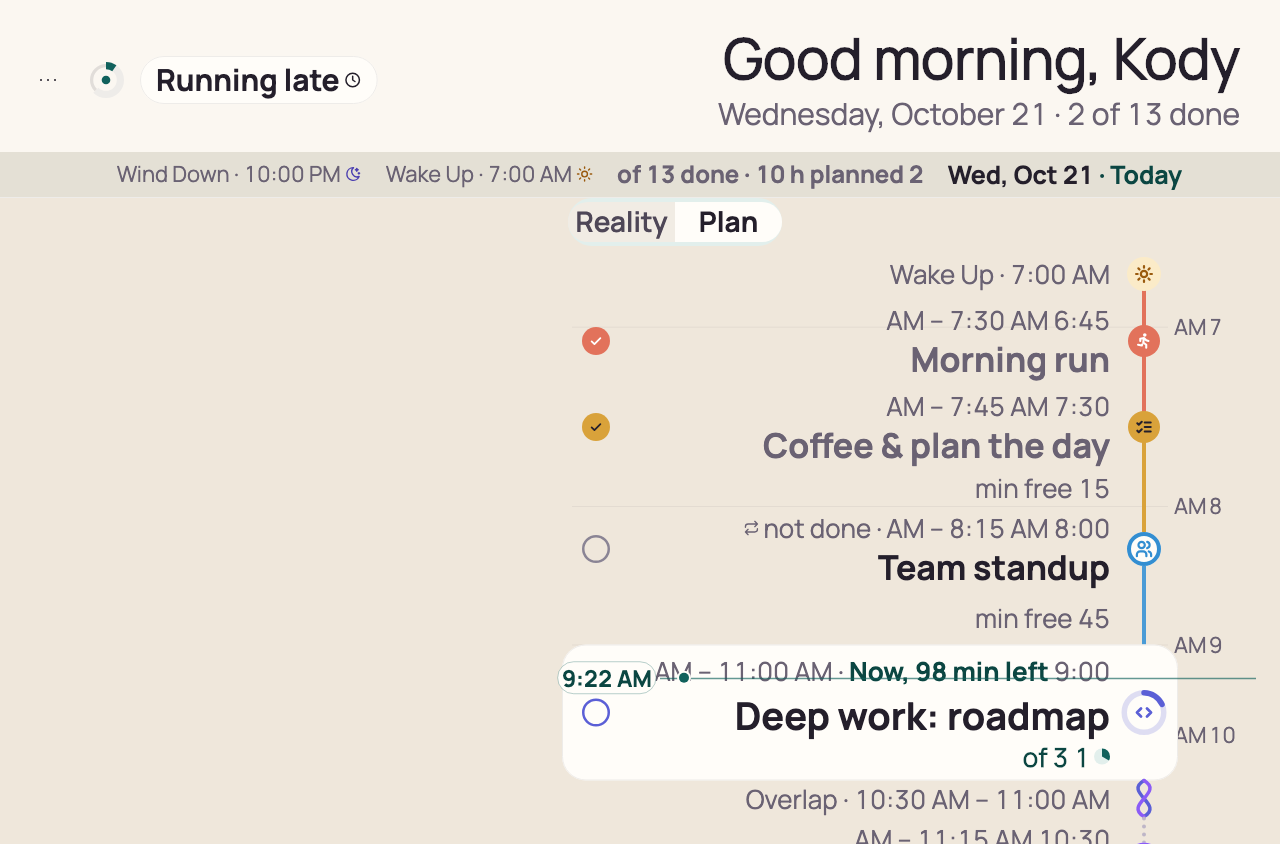 Good morning, Kody
Wednesday, October 21 · 2 of 13 done
Running late
Wind Down · 10:00 PM Wake Up · 7:00 AM of 13 done · 10 h planned 2 Wed, Oct 21 · Today
Reality Plan
Wake Up · 7:00 AM
AM – 7:30 AM 6:45
AM 7
Morning run
AM – 7:45 AM 7:30
Coffee & plan the day
min free 15
AM 8
not done · AM – 8:15 AM 8:00
Team standup
min free 45
AM 9
AM – 11:00 AM · Now, 98 min left 9:00
9:22 AM
Deep work: roadmap
AM 10
of 3 1
Overlap · 10:30 AM – 11:00 AM
AM – 11:15 AM 10:30